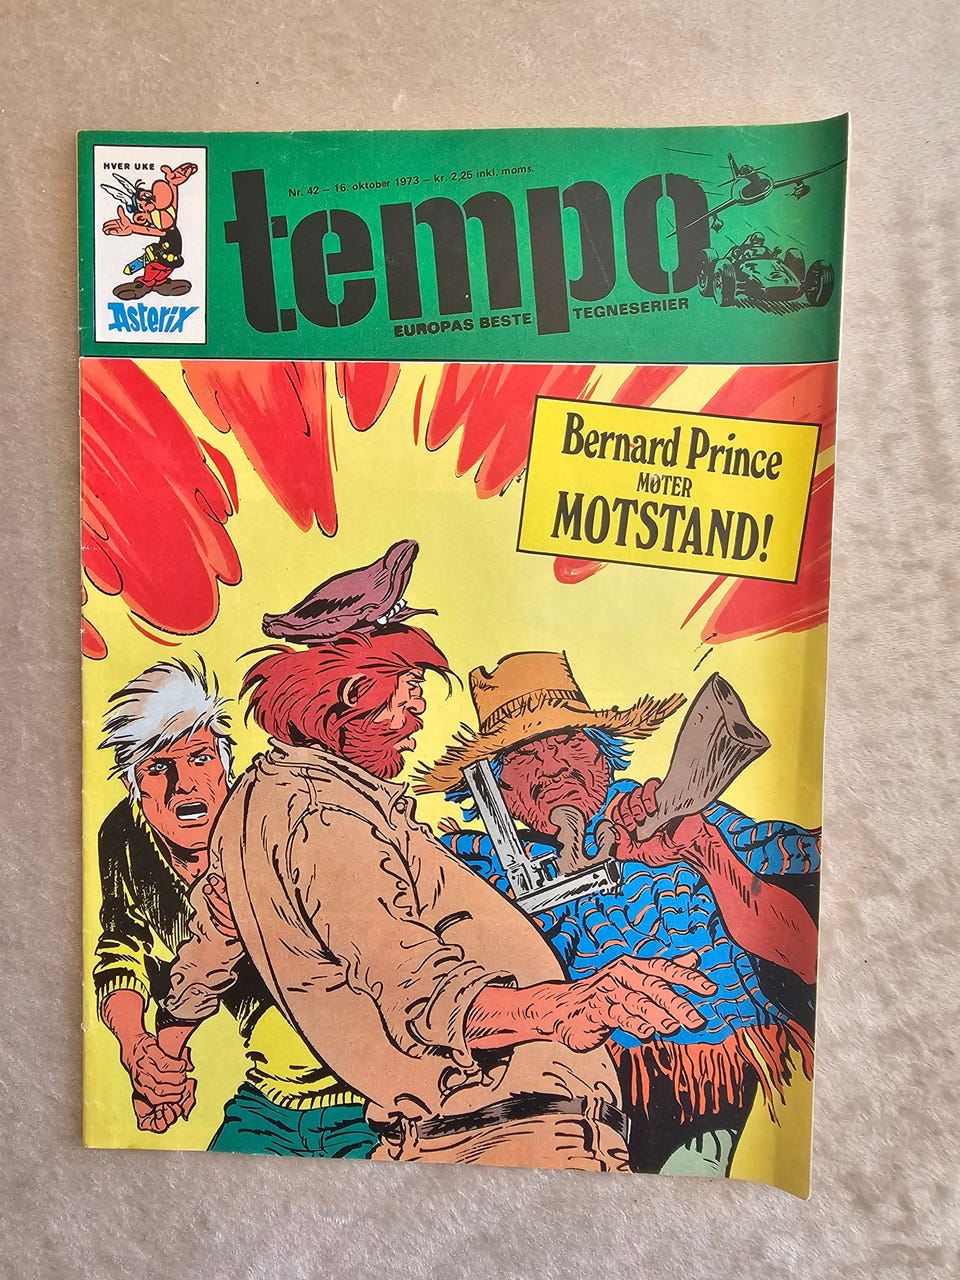 HVER UKE
Asterix
Nr. 42 – 16. oktober 1973 – kr. 2,25 inkl. moms.
tempo
EUROPAS BESTE TEGNESERIER
Bernard Prince
MØTER
MOTSTAND!